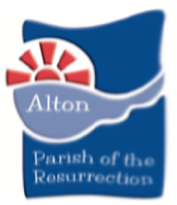 Alton
Parish of the
Resurrection